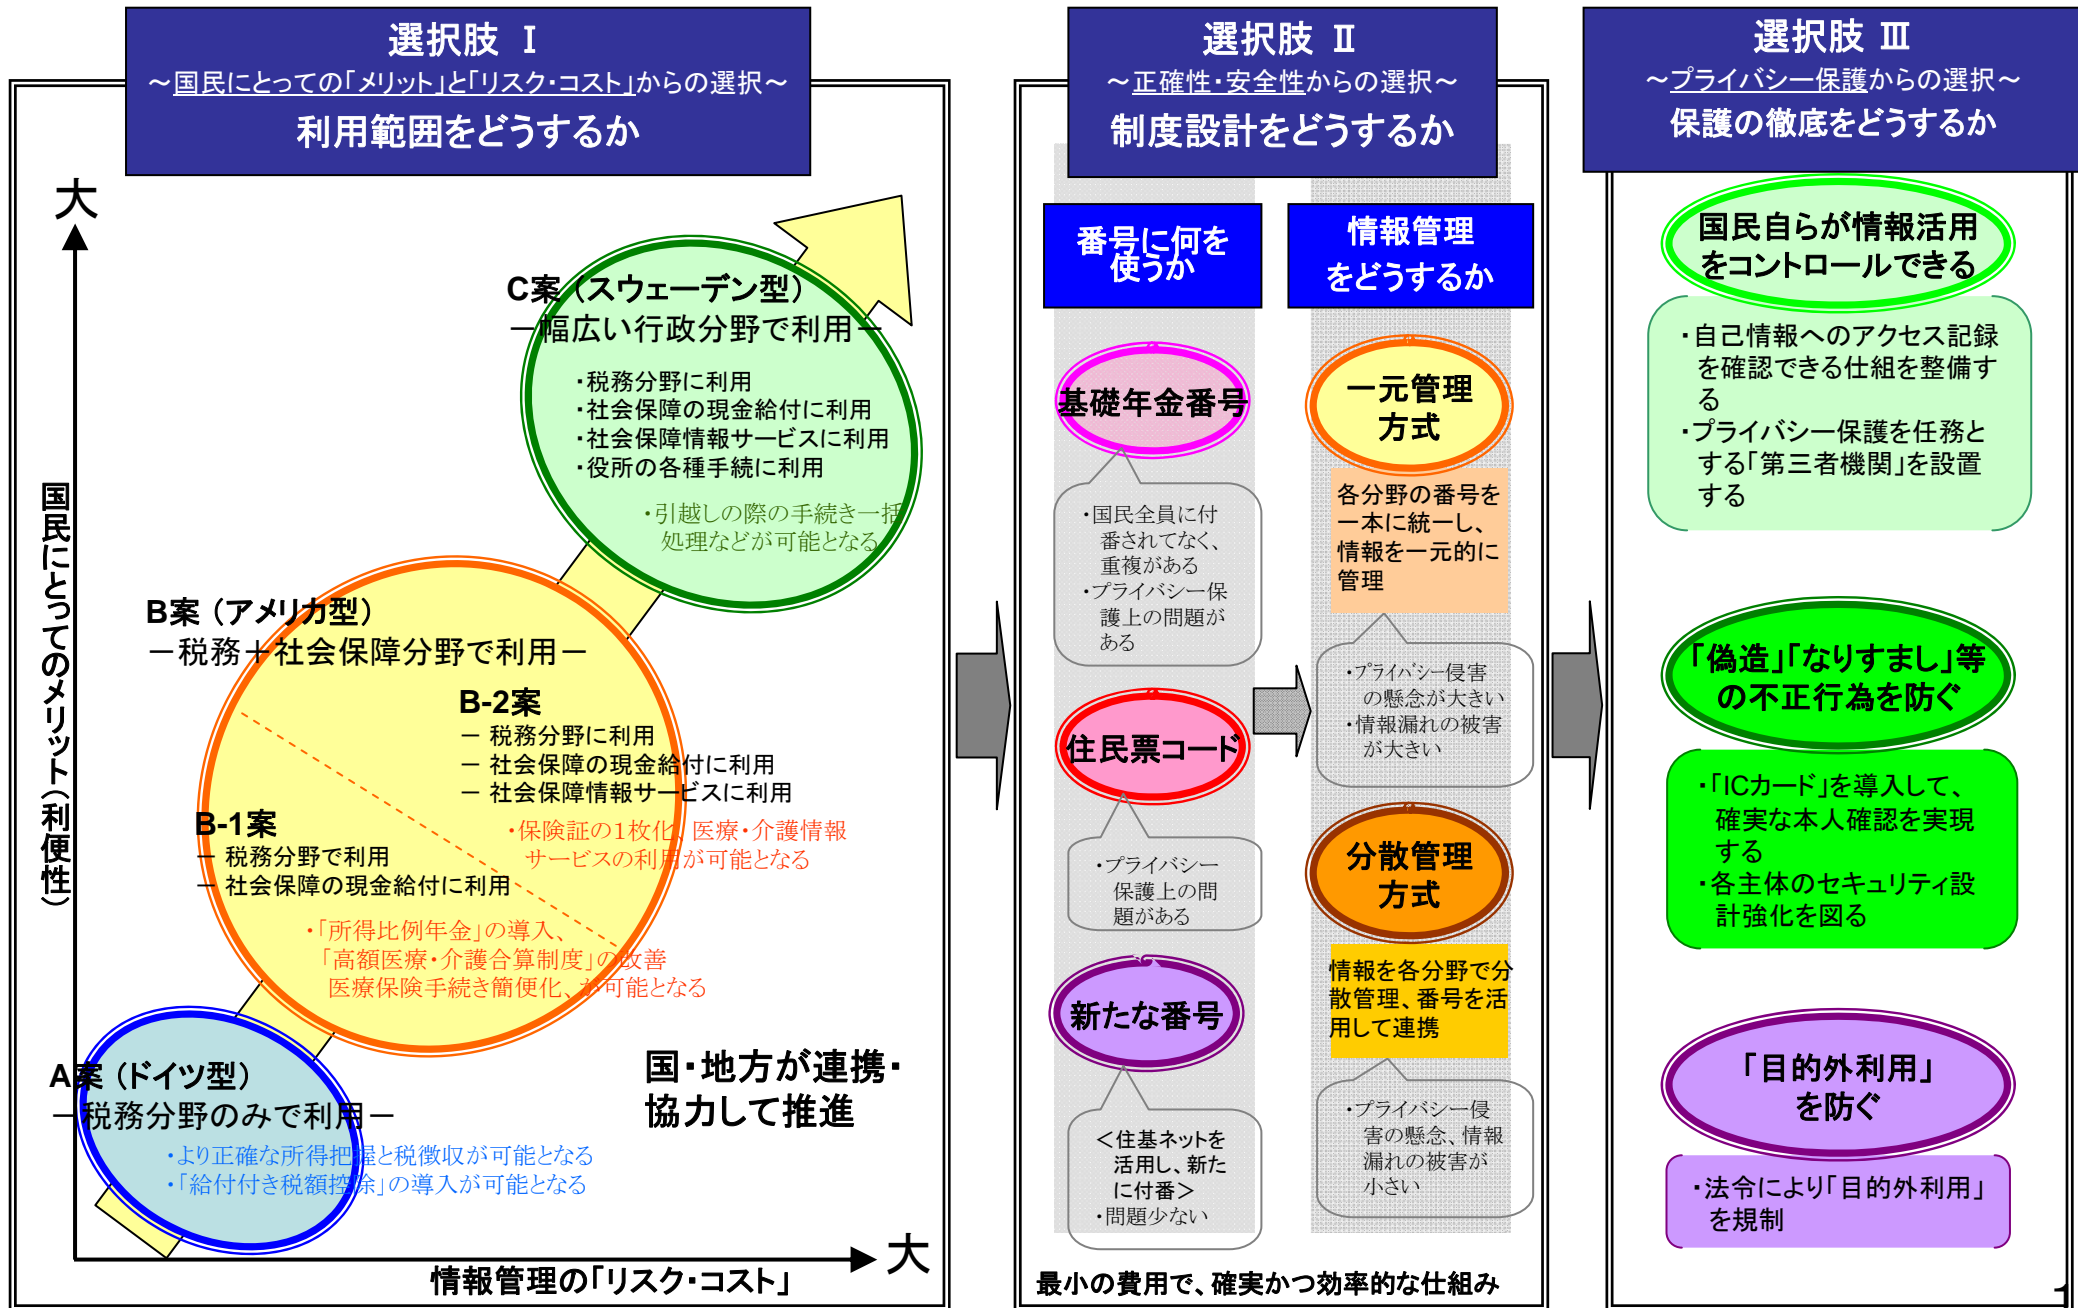 選択肢 Ⅰ
～国民にとっての「メリット」と「リスク・コスト」からの選択～
利用範囲をどうするか
大
国民にとってのメリット（利便性）
C案（スウェーデン型）
－幅広い行政分野で利用－
・税務分野に利用
・社会保障の現金給付に利用
・社会保障情報サービスに利用
・役所の各種手続に利用
・引越しの際の手続き一括
処理などが可能となる
B案（アメリカ型）
－税務＋社会保障分野で利用－
B-2案
－ 税務分野に利用
－ 社会保障の現金給付に利用
－ 社会保障情報サービスに利用
・保険証の1枚化、医療・介護情報
サービスの利用が可能となる
B-1案
－ 税務分野で利用
－ 社会保障の現金給付に利用
・「所得比例年金」の導入、
「高額医療・介護合算制度」の改善
医療保険手続き簡便化、が可能となる
A案（ドイツ型）
－税務分野のみで利用－
・より正確な所得把握と税徴収が可能となる
・「給付付き税額控除」の導入が可能となる
国・地方が連携・
協力して推進
大
情報管理の「リスク・コスト」
選択肢 Ⅱ
～正確性・安全性からの選択～
制度設計をどうするか
番号に何を
使うか
基礎年金番号
・国民全員に付
番されてなく、
重複がある
・プライバシー保
護上の問題が
ある
住民票コード
・プライバシー
保護上の問
題がある
新たな番号
＜住基ネットを
活用し、新た
に付番＞
・問題少ない
情報管理
をどうするか
一元管理
方式
各分野の番号を
一本に統一し、
情報を一元的に
管理
・プライバシー侵害
の懸念が大きい
・情報漏れの被害
が大きい
分散管理
方式
情報を各分野で分
散管理、番号を活
用して連携
・プライバシー侵
害の懸念、情報
漏れの被害が
小さい
最小の費用で、確実かつ効率的な仕組み
選択肢 Ⅲ
～プライバシー保護からの選択～
保護の徹底をどうするか
国民自らが情報活用
をコントロールできる
・自己情報へのアクセス記録
を確認できる仕組を整備す
る
・プライバシー保護を任務と
する「第三者機関」を設置
する
「偽造」「なりすまし」等
の不正行為を防ぐ
・「ICカード」を導入して、
確実な本人確認を実現
する
・各主体のセキュリティ設
計強化を図る
「目的外利用」
を防ぐ
・法令により「目的外利用」
を規制
1